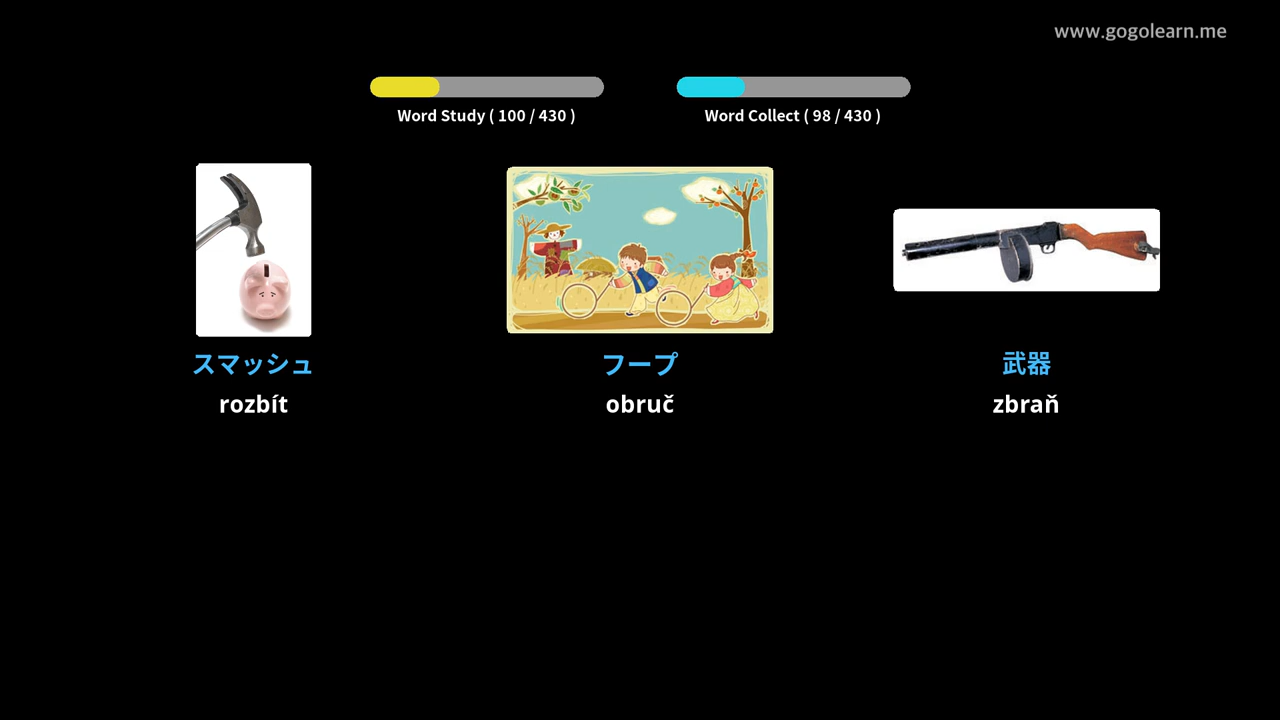 www.gogolearn.me
Word Study ( 100 / 430 )
Word Collect ( 98 / 430 )
スマッシュ
フープ
武器
rozbít
obruč
zbraň